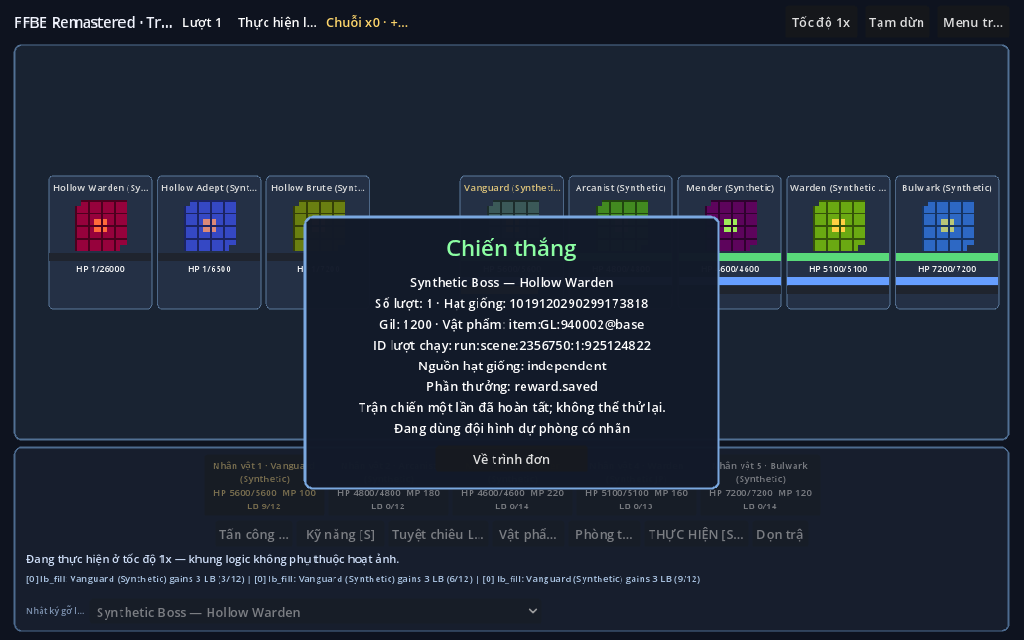 FFBE Remastered · Tr... Lượt 1 Thực hiện l... Chuỗi x0 · +... Tốc độ 1x Tạm dừn Menu tr...
Hollow Warden (Sy... Hollow Adept (Synt... Hollow Brute (Synt... Vanguard (Syntheti... Arcanist (Synthetic) Mender (Synthetic) Warden (Synthetic ... Bulwark (Synthetic)
HP 1/26000 HP 1/6500 HP 5100/5100 HP 7200/7200
Chiến thắng
Synthetic Boss — Hollow Warden
Số lượt: 1 · Hạt giống: 1019120290299173818
Gil: 1200 · Vật phẩm: item:GL:940002@base
ID lượt chạy: run:scene:2356750:1:925124822
Nguồn hạt giống: independent
Phần thưởng: reward.saved
Trận chiến một lần đã hoàn tất; không thể thử lại.
Đang dùng đội hình dự phòng có nhãn
Về trình đơn
Nhân vật 1 · Vangua
(Synthetic)
HP 5600/5600 MP 100
LB 9/12
HP 4800/4800 MP 180
LB 0/12
HP 4600/4600 MP 220
LB 0/14
HP 5100/5100 MP 160
LB 0/13
hân vật 5 · Bulwark
(Synthetic)
HP 7200/7200 MP 120
LB 0/14
Tấn công ... Kỹ năng [S] Tuyệt chiêu L... Vật phẩ... Phòng t... THỰC HIỆN [S... Dọn trậ
Đang thực hiện ở tốc độ 1x — khung logic không phụ thuộc hoạt ảnh.
[0] lb_fill: Vanguard (Synthetic) gains 3 LB (3/12) | [0] lb_fill: Vanguard (Synthetic) gains 3 LB (6/12) | [0] lb_fill: Vanguard (Synthetic) gains 3 LB (9/12)
Nhật ký gỡ l... Synthetic Boss — Hollow Warden